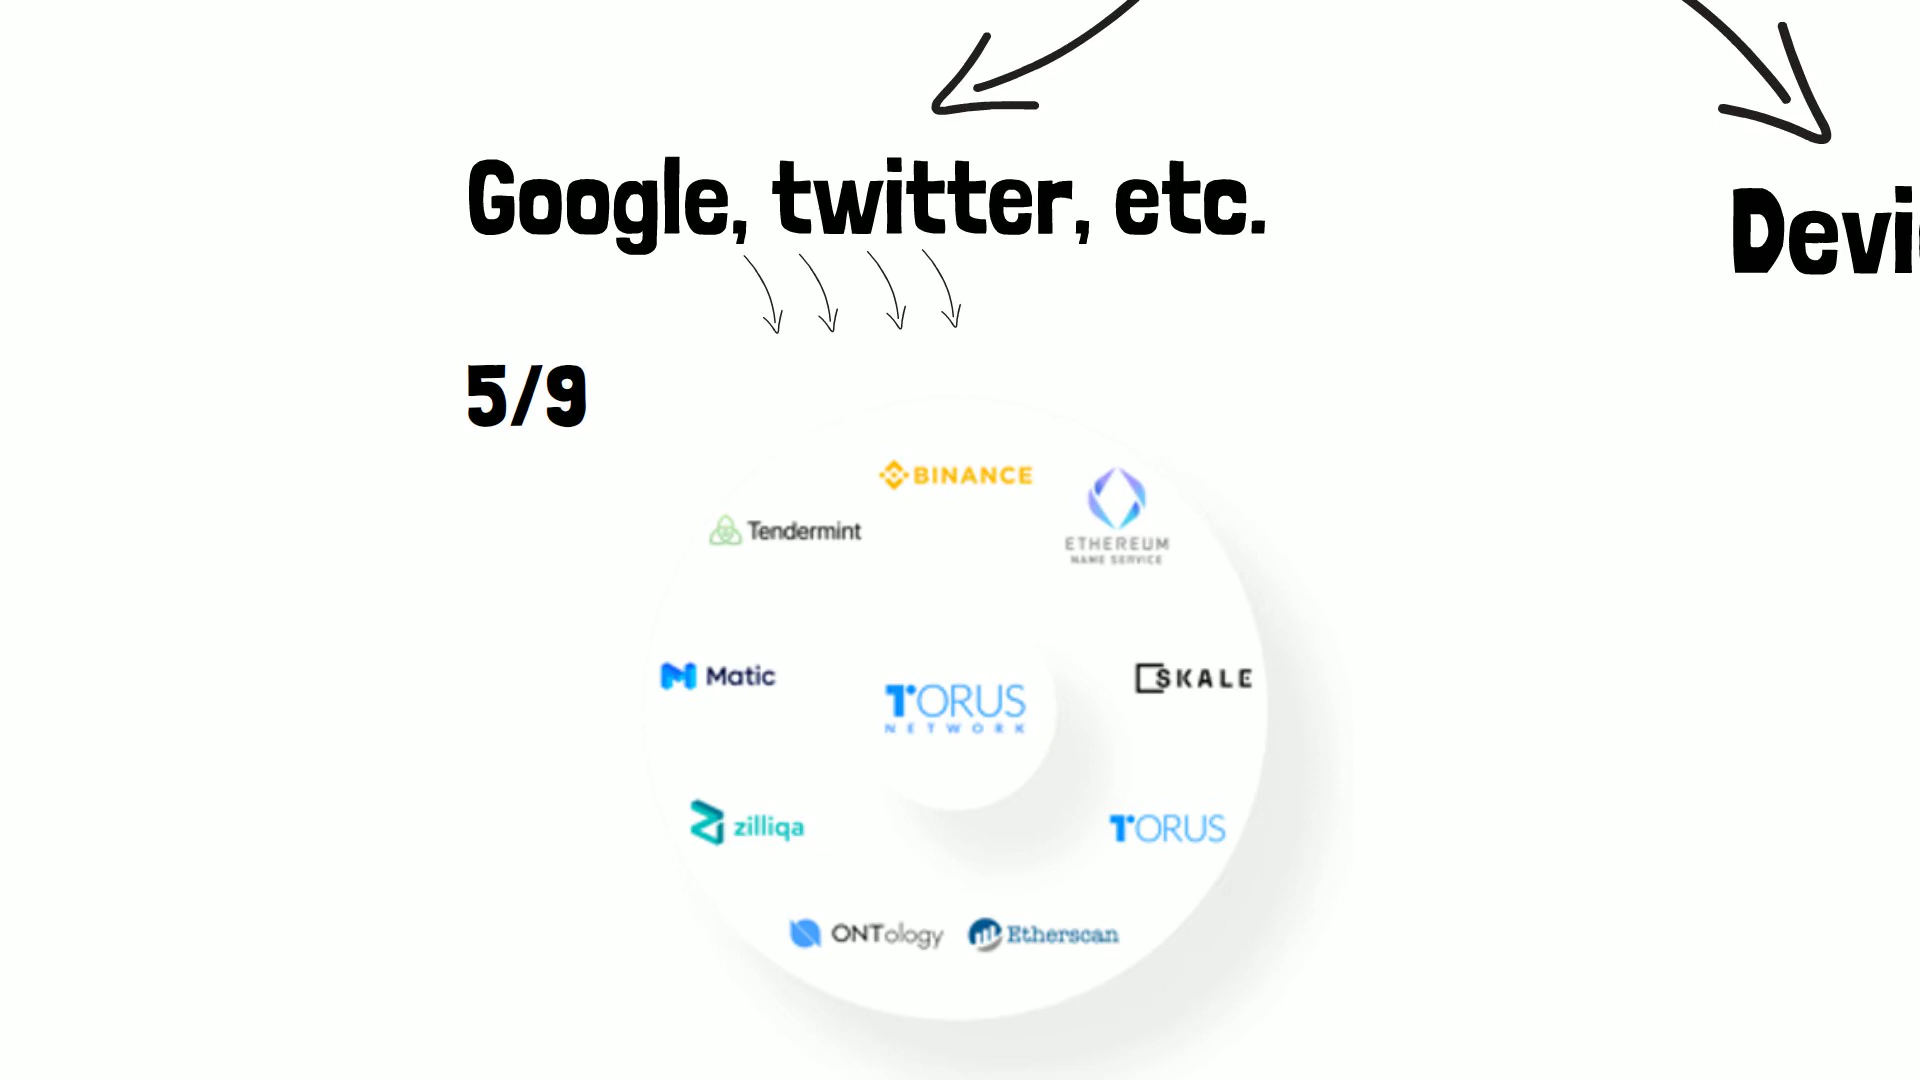 Google, twitter, etc.
Devi
5/9
BINANCE
Tendermint
ETHEREUM
NAME SERVICE
Matic
SKALE
TORUS
NETWORK
zilliqa
TORUS
ONTology
Etherscan